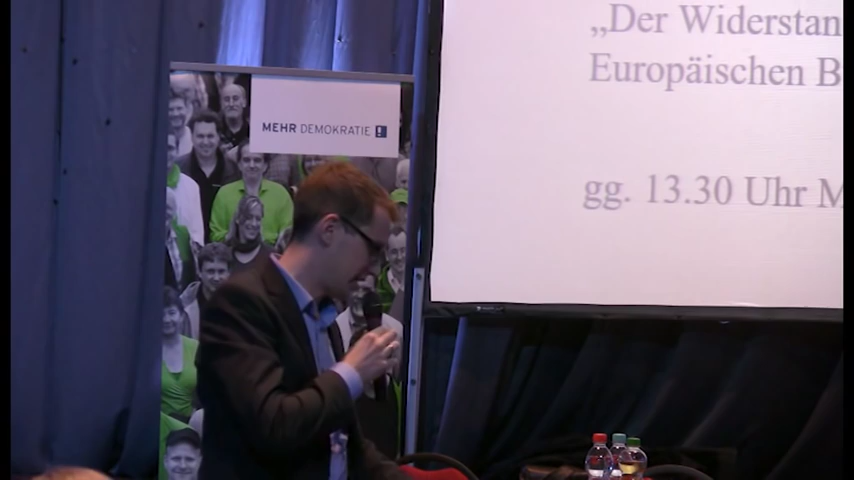 MEHR DEMOKRATIE !
„Der Widerstan
Europäischen B
gg. 13.30 Uhr M